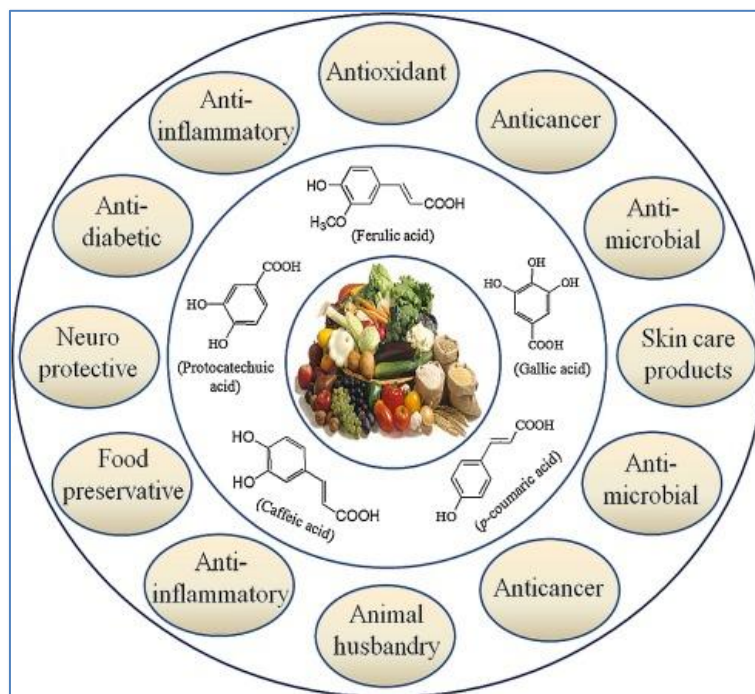 Antioxidant
Anticancer
Anti-
microbial
Skin care
products
Anti-
microbial
Anticancer
Animal
husbandry
Anti-
inflammatory
Food
preservative
Neuro
protective
Anti-
diabetic
Anti-
inflammatory
HO
COOH
H₃CO
(Ferulic acid)
OH
HO
OH
COOH
(Gallic acid)
COOH
HO
(p-coumaric acid)
HO
HO
COOH
(Caffeic acid)
COOH
HO
HO
(Protocatechuic
acid)